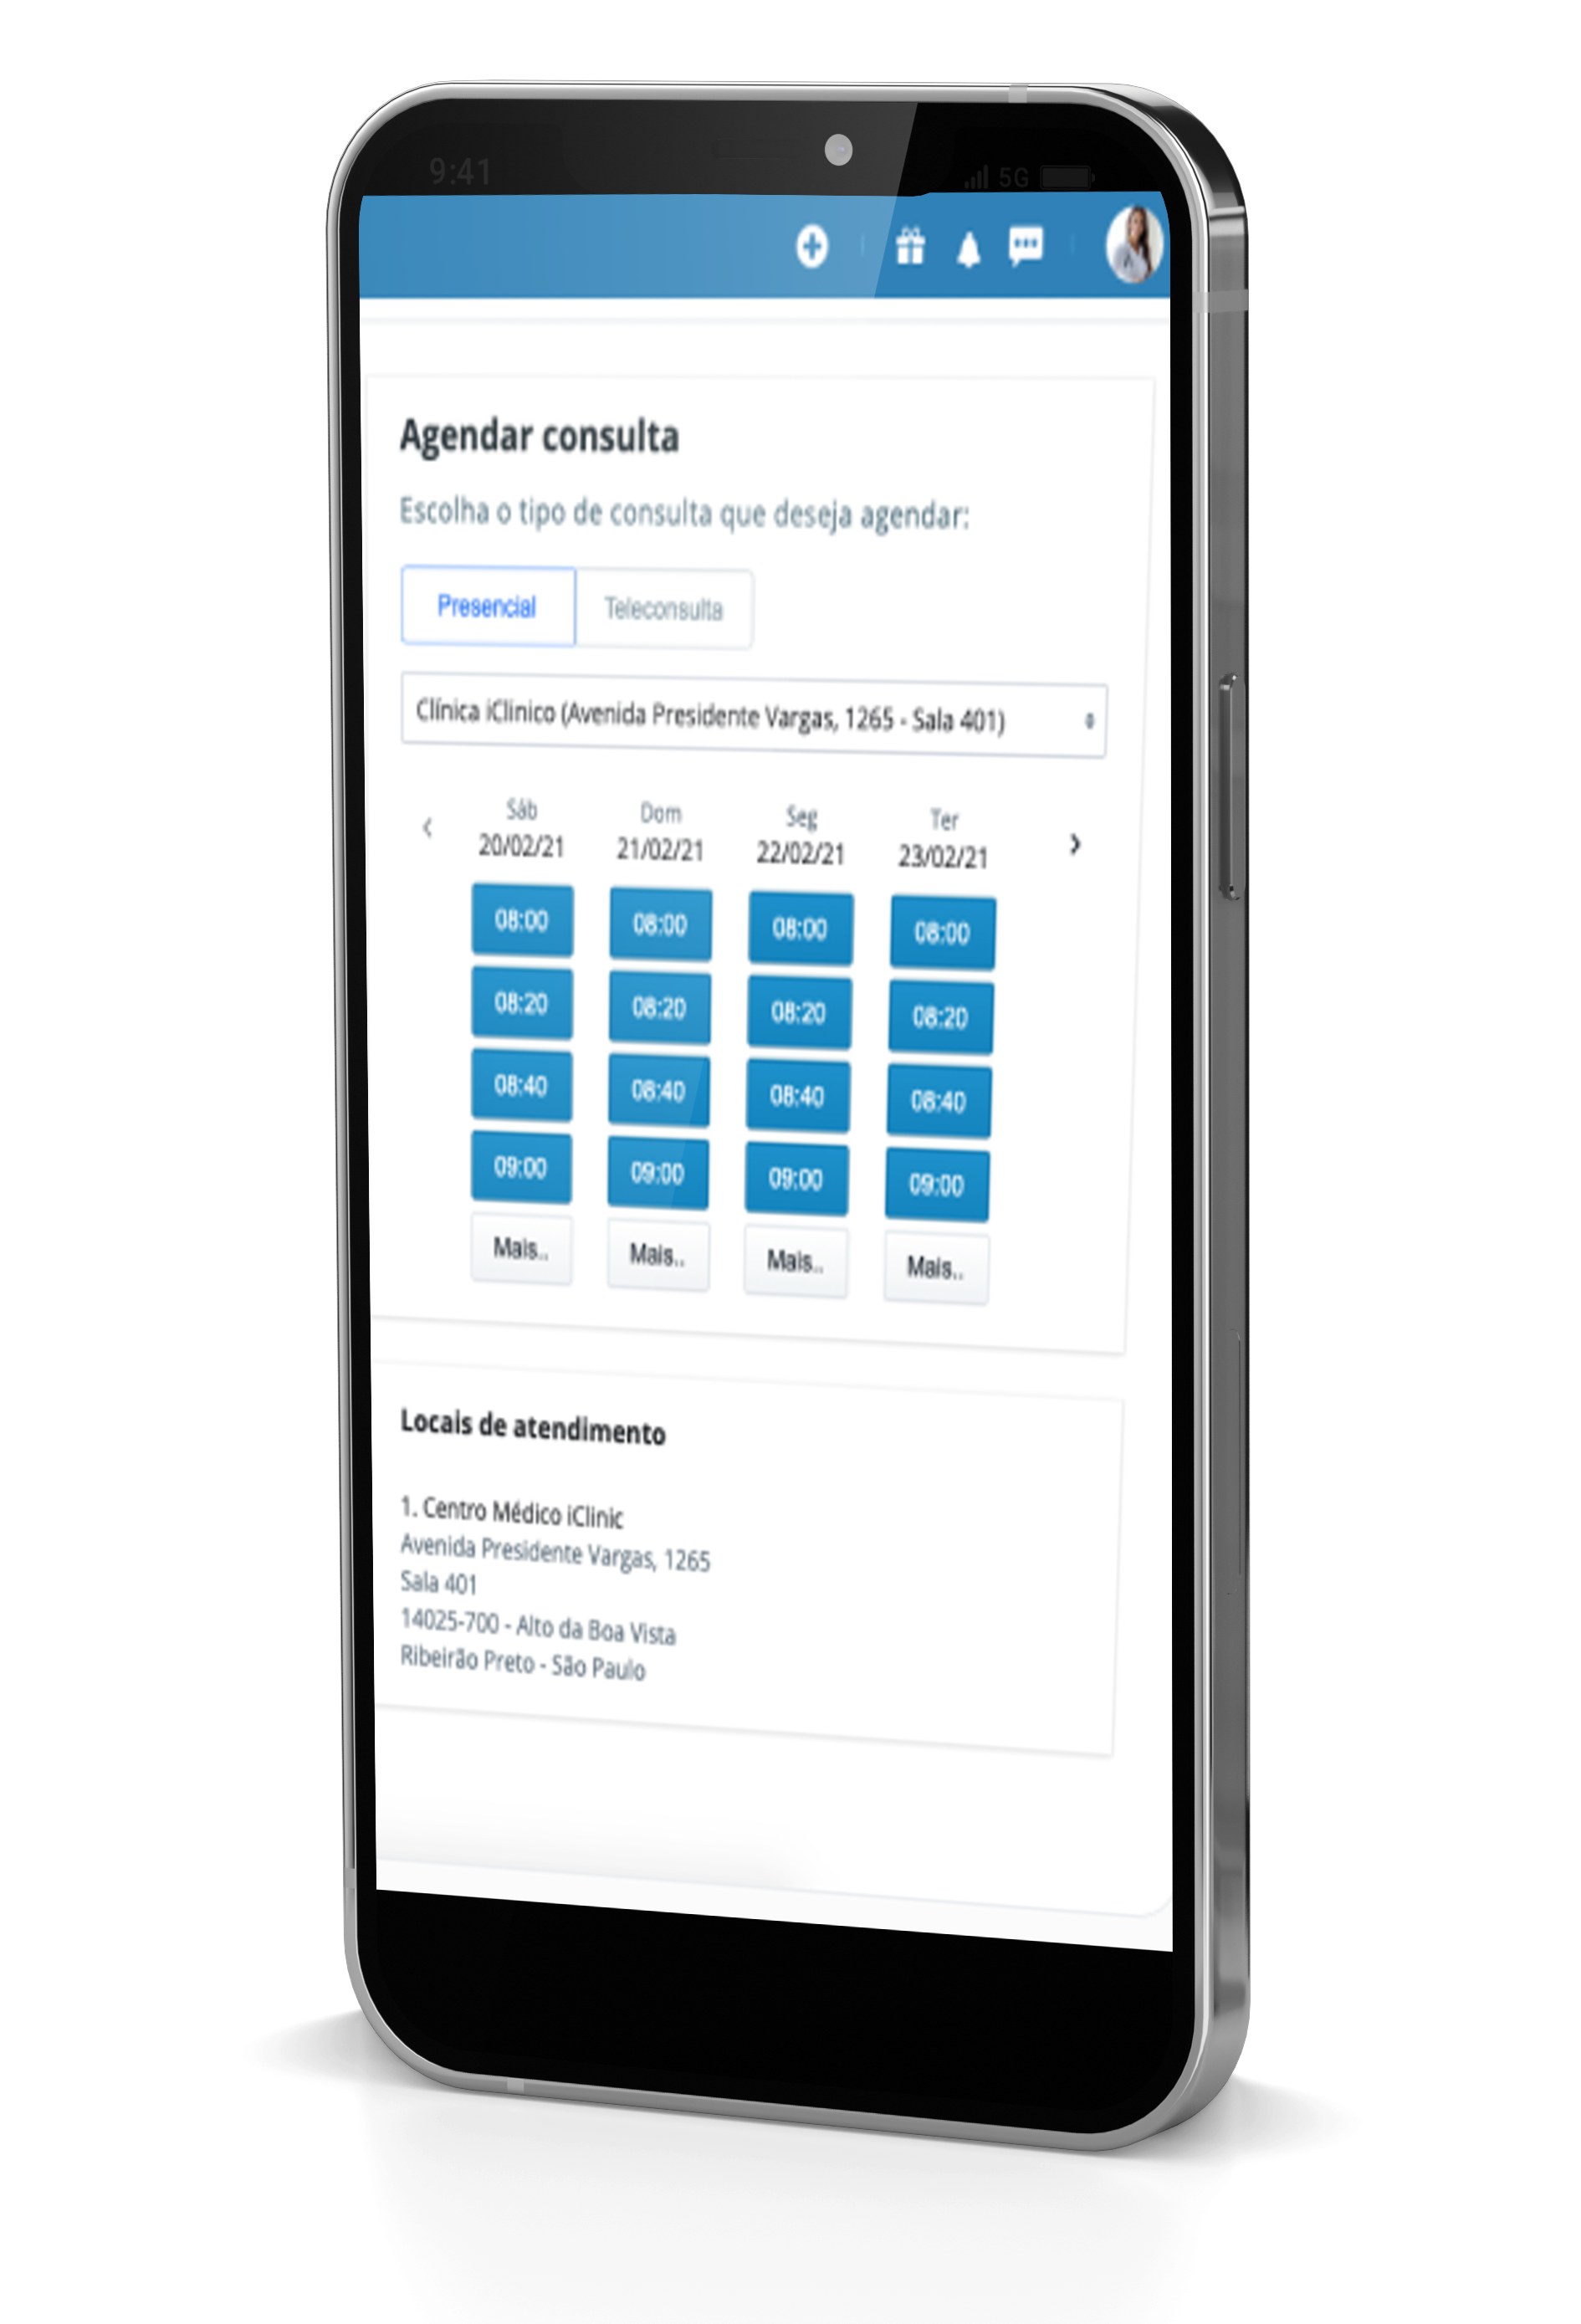 9:41
5G
Agendar consulta
Escolha o tipo de consulta que deseja agendar:
Presencial Teleconsulta
Clínica iClinico (Avenida Presidente Vargas, 1265 - Sala 401)
Sáb Dom Seg Ter
20/02/21 21/02/21 22/02/21 23/02/21
08:00 08:00 08:00 08:00
08:20 08:20 08:20 08:20
08:40 08:40 08:40 08:40
09:00 09:00 09:00 09:00
Mais.. Mais.. Mais.. Mais..
Locais de atendimento
1. Centro Médico iClinic
Avenida Presidente Vargas, 1265
Sala 401
14025-700 - Alto da Boa Vista
Ribeirão Preto - São Paulo